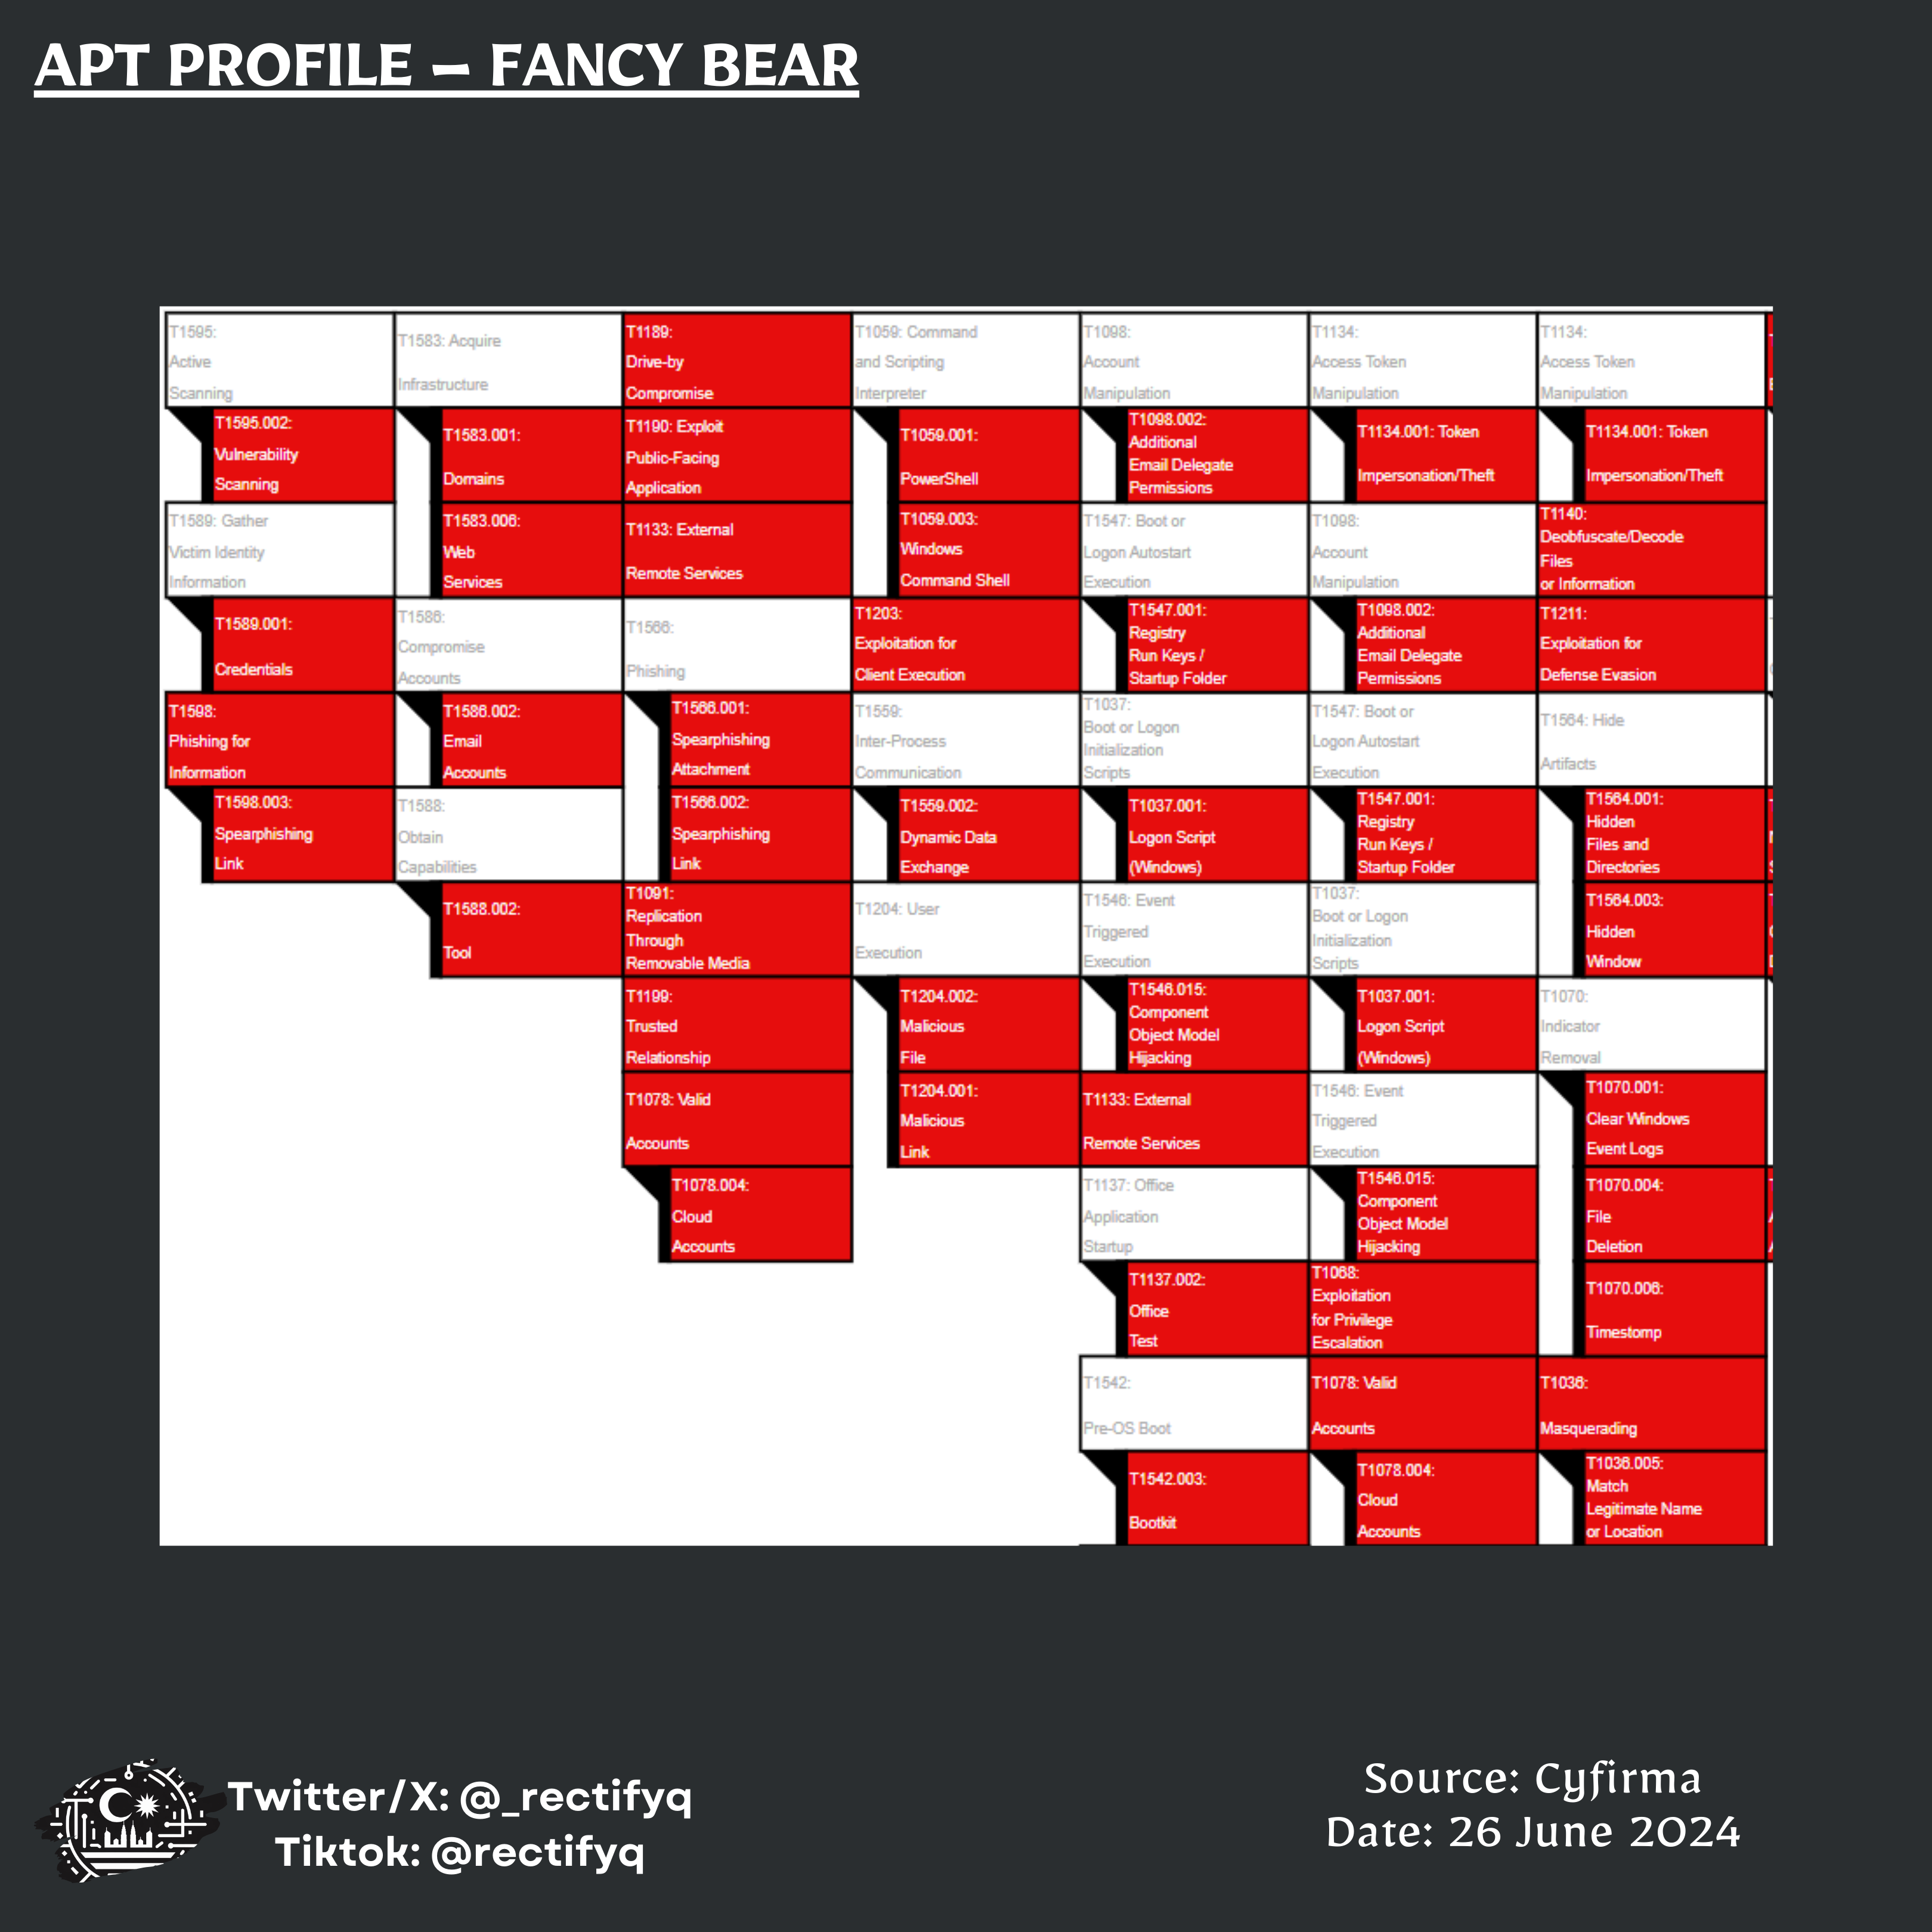 APT PROFILE – FANCY BEAR
T1595:
Active
Scanning
T1595.002:
Vulnerability
Scanning
T1589: Gather
Victim Identity
Information
T1589.001:
Credentials
T1598:
Phishing for
Information
T1598.003:
Spearphishing
Link
T1583: Acquire
Infrastructure
T1583.001:
Domains
T1583.006:
Web
Services
T1586:
Compromise
Accounts
T1586.002:
Email
Accounts
T1588:
Obtain
Capabilities
T1588.002:
Tool
T1189:
Drive-by
Compromise
T1190: Exploit
Public-Facing
Application
T1133: External
Remote Services
T1566:
Phishing
T1566.001:
Spearphishing
Attachment
T1566.002:
Spearphishing
Link
T1091:
Replication
Through
Removable Media
T1199:
Trusted
Relationship
T1078: Valid
Accounts
T1078.004:
Cloud
Accounts
T1059: Command
and Scripting
Interpreter
T1059.001:
PowerShell
T1059.003:
Windows
Command Shell
T1203:
Exploitation for
Client Execution
T1559:
Inter-Process
Communication
T1559.002:
Dynamic Data
Exchange
T1204: User
Execution
T1204.002:
Malicious
File
T1204.001:
Malicious
Link
T1098:
Account
Manipulation
T1098.002:
Additional
Email Delegate
Permissions
T1547: Boot or
Logon Autostart
Execution
T1547.001:
Registry
Run Keys /
Startup Folder
T1037:
Boot or Logon
Initialization
Scripts
T1037.001:
Logon Script
(Windows)
T1546: Event
Triggered
Execution
T1546.015:
Component
Object Model
Hijacking
T1133: External
Remote Services
T1137: Office
Application
Startup
T1137.002:
Office
Test
T1542:
Pre-OS Boot
T1542.003:
Bootkit
T1134:
Access Token
Manipulation
T1134.001: Token
Impersonation/Theft
T1098:
Account
Manipulation
T1098.002:
Additional
Email Delegate
Permissions
T1547: Boot or
Logon Autostart
Execution
T1547.001:
Registry
Run Keys /
Startup Folder
T1037:
Boot or Logon
Initialization
Scripts
T1037.001:
Logon Script
(Windows)
T1546: Event
Triggered
Execution
T1546.015:
Component
Object Model
Hijacking
T1068:
Exploitation
for Privilege
Escalation
T1078: Valid
Accounts
T1078.004:
Cloud
Accounts
T1134:
Access Token
Manipulation
T1134.001: Token
Impersonation/Theft
T1140:
Deobfuscate/Decode
Files
or Information
T1211:
Exploitation for
Defense Evasion
T1564: Hide
Artifacts
T1564.001:
Hidden
Files and
Directories
T1564.003:
Hidden
Window
T1070:
Indicator
Removal
T1070.001:
Clear Windows
Event Logs
T1070.004:
File
Deletion
T1070.006:
Timestomp
T1036:
Masquerading
T1036.005:
Match
Legitimate Name
or Location
Twitter/X: @_rectifyq
Tiktok: @rectifyq
Source: Cyfirma
Date: 26 June 2024